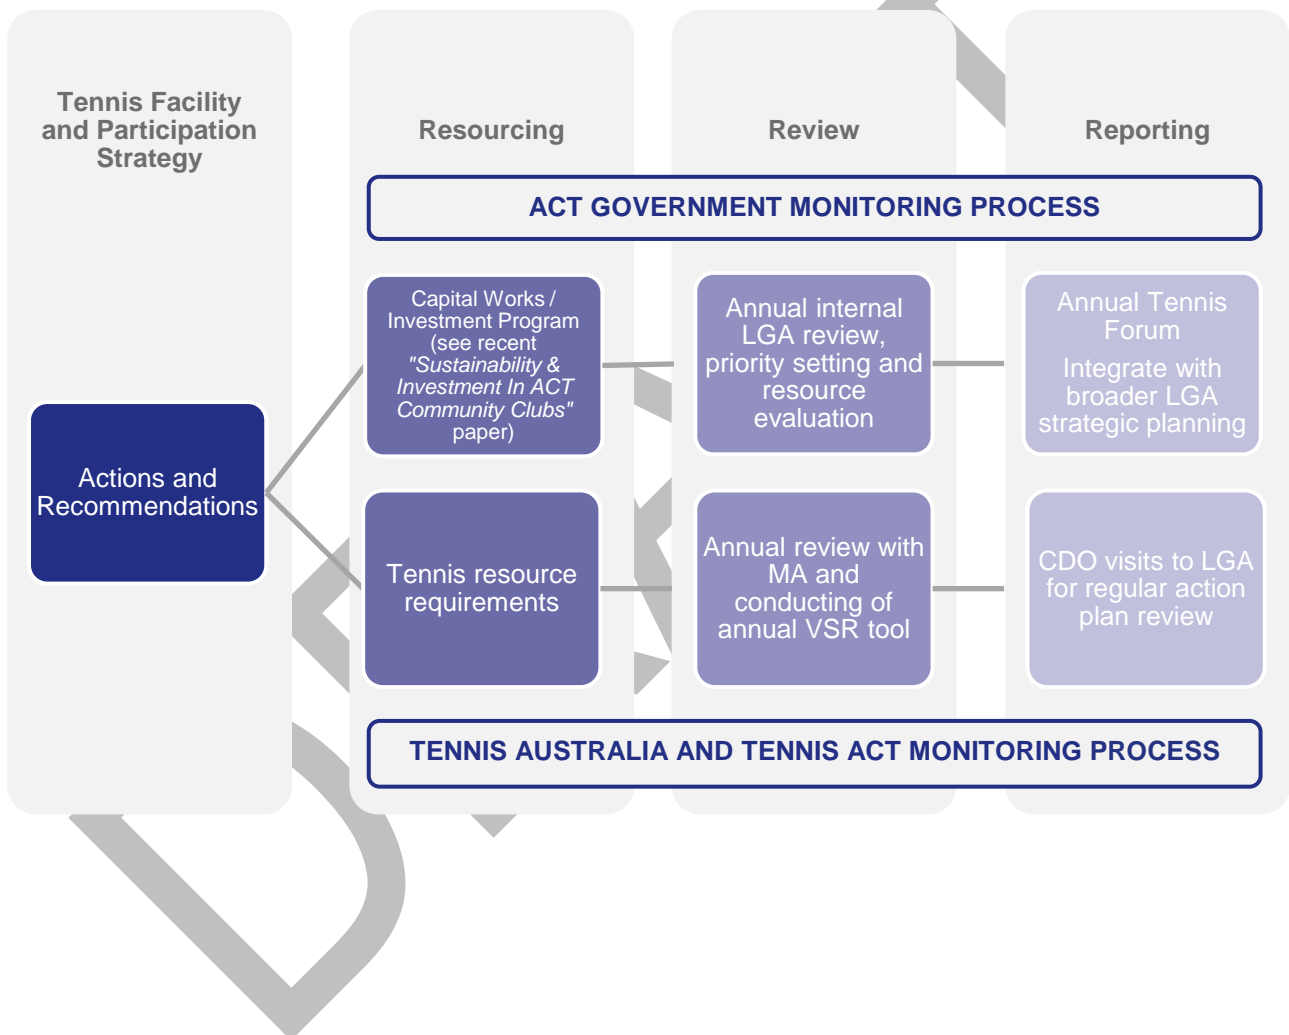 Tennis Facility
and Participation
Strategy
Resourcing
Review
Reporting
ACT GOVERNMENT MONITORING PROCESS
Actions and
Recommendations
Capital Works /
Investment Program
(see recent
"Sustainability &
Investment In ACT
Community Clubs"
paper)
Annual internal
LGA review,
priority setting and
resource
evaluation
Annual Tennis
Forum
Integrate with
broader LGA
strategic planning
Tennis resource
requirements
Annual review with
MA and
conducting of
annual VSR tool
CDO visits to LGA
for regular action
plan review
TENNIS AUSTRALIA AND TENNIS ACT MONITORING PROCESS